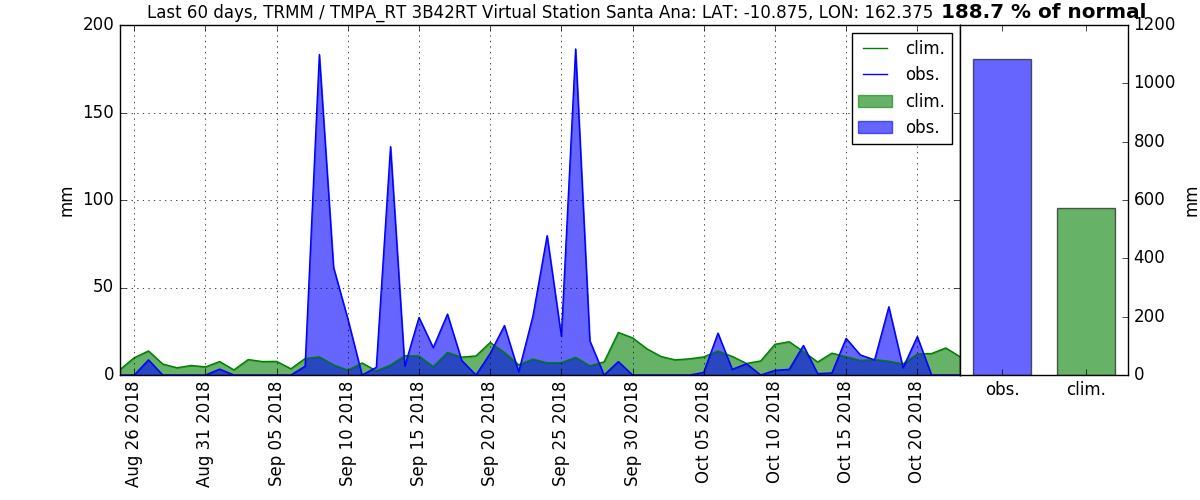 Last 60 days, TRMM / TMPA_RT 3B42RT Virtual Station Santa Ana: LAT: -10.875, LON: 162.375 188.7 % of normal
200
150
100
50
0
mm
clim.
obs.
clim.
obs.
1200
1000
800
600
400
200
0
mm
obs.
clim.
Aug 26 2018
Aug 31 2018
Sep 05 2018
Sep 10 2018
Sep 15 2018
Sep 20 2018
Sep 25 2018
Sep 30 2018
Oct 05 2018
Oct 10 2018
Oct 15 2018
Oct 20 2018